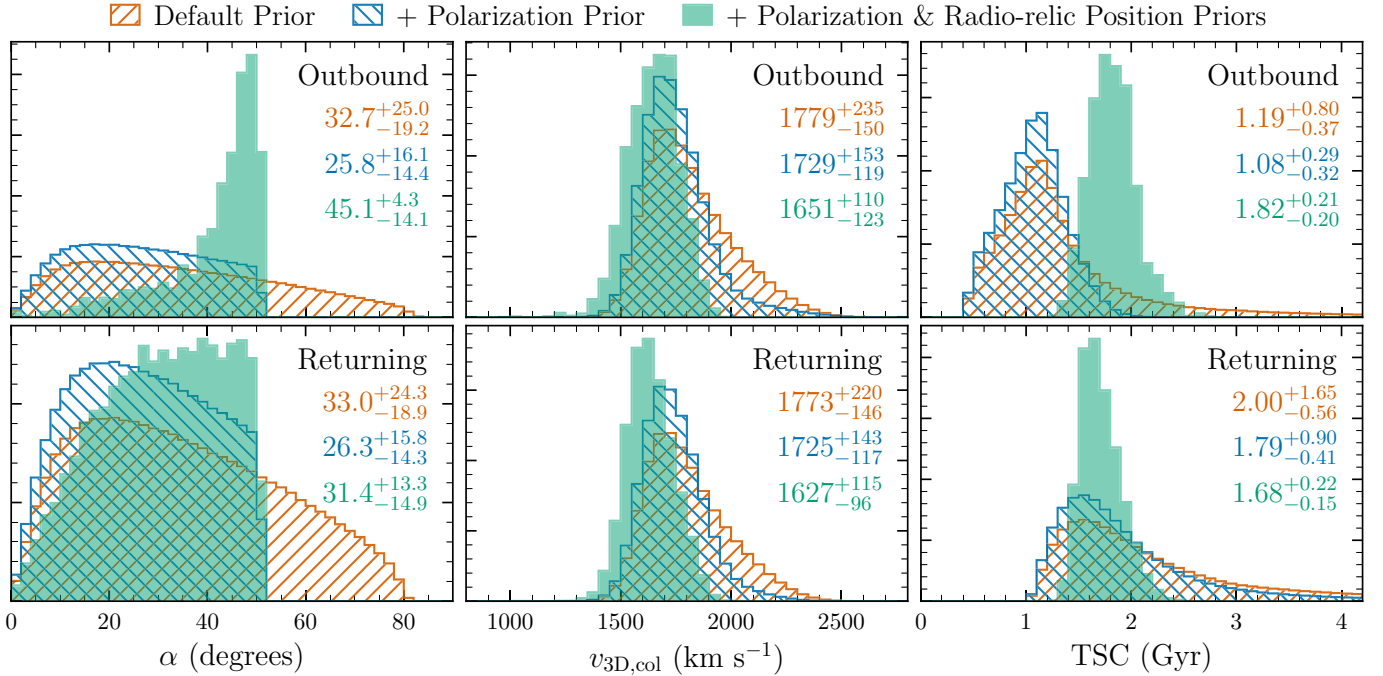 Default Prior + Polarization Prior + Polarization & Radio-relic Position Priors
Outbound
32.7 +25.0 −19.2
25.8 +16.1 −14.4
45.1 +4.3 −14.1
Outbound
1779 +235 −150
1729 +153 −119
1651 +110 −123
Outbound
1.19 +0.80 −0.37
1.08 +0.29 −0.32
1.82 +0.21 −0.20
Returning
33.0 +24.3 −18.9
26.3 +15.8 −14.3
31.4 +13.3 −14.9
Returning
1773 +220 −146
1725 +143 −117
1627 +115 −96
Returning
2.00 +1.65 −0.56
1.79 +0.90 −0.41
1.68 +0.22 −0.15
0 20 40 60 80
1000 1500 2000 2500
0 1 2 3 4
α (degrees)
v3D,col (km s−1)
TSC (Gyr)